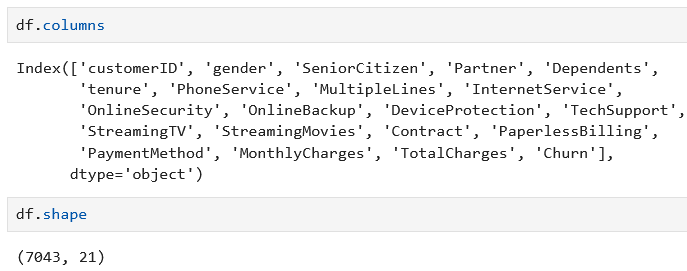 df.columns
Index(['customerID', 'gender', 'SeniorCitizen', 'Partner', 'Dependents',
'tenure', 'PhoneService', 'MultipleLines', 'InternetService',
'OnlineSecurity', 'OnlineBackup', 'DeviceProtection', 'TechSupport',
'StreamingTV', 'StreamingMovies', 'Contract', 'PaperlessBilling',
'PaymentMethod', 'MonthlyCharges', 'TotalCharges', 'Churn'],
dtype='object')
df.shape
(7043, 21)